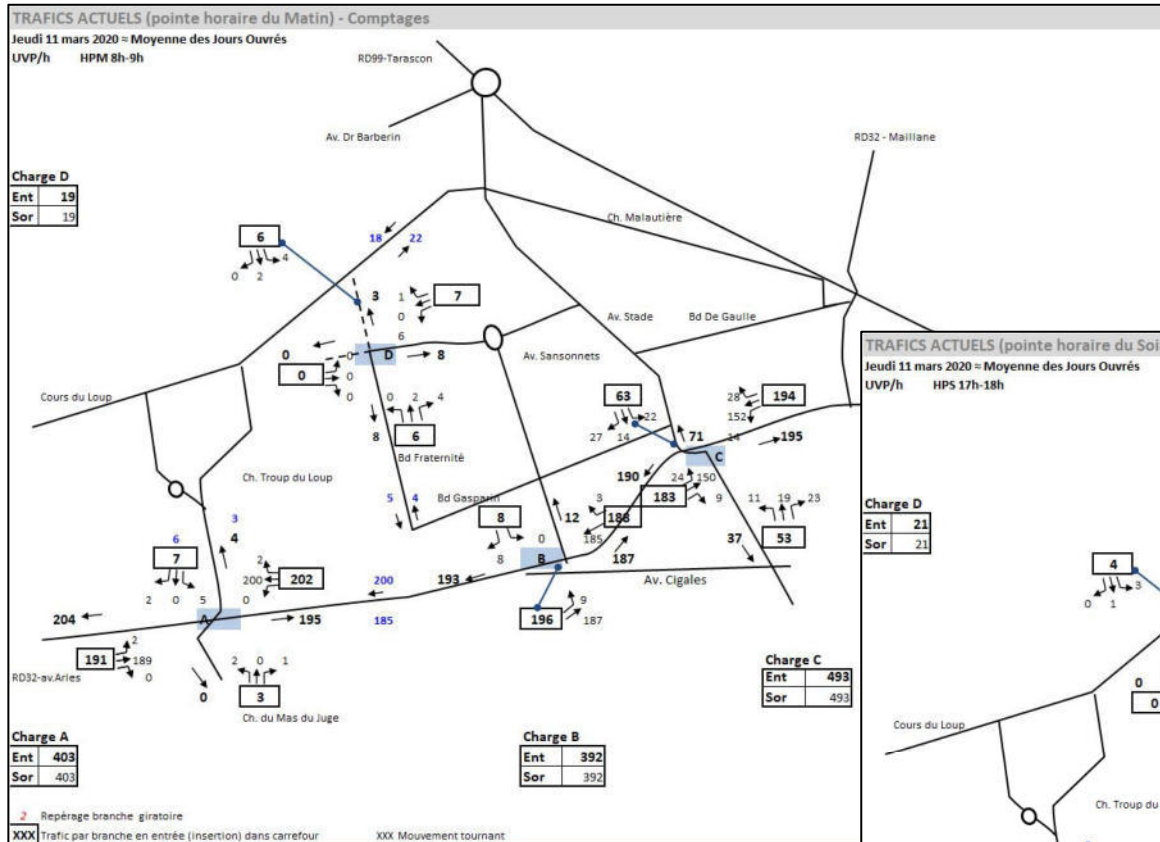 TRAFICS ACTUELS (pointe horaire du Matin) - Comptages
Jeudi 11 mars 2020 ≈ Moyenne des Jours Ouvrés
UVP/h HPM 8h-9h
RD99-Tarascon
Av. Dr Barberin
RD32 - Maillane
Charge D
Ent 19
Sor 19
Ch. Malautière
6
0 2 4
18 22
3 1 7
0
6
Av. Stade Bd De Gaulle
0 0 D 8
Av. Sansonnets
0 0
0 0 2 4
Cours du Loup
8 6
Bd Fraternité
63
22
27 14
71
28 194
152
14 195
C
190 24 150
183 9
11 19 23
53
37
Ch. Troup du Loup
5 4
Bd Gasparin
8 0
8
12 3
188
185
187
B
Av. Cigales
3
6 4
7
2 0 5
2
200 202
0
200
193
204 A 195 185
196 9
187
2
191 189
0
RD32-av.Arles
2 0 1
0 3
Ch. du Mas du Juge
Charge C
Ent 493
Sor 493
Charge A
Ent 403
Sor 403
Charge B
Ent 392
Sor 392
2 Repèrage branche giratoire
XXX Trafic par branche en entrée (insertion) dans carrefour XXX Mouvement tournant
TRAFICS ACTUELS (pointe horaire du Soi
Jeudi 11 mars 2020 ≈ Moyenne des Jours Ouvrés
UVP/h HPS 17h-18h
Charge D
Ent 21
Sor 21
4
0 1 3
0
0
Cours du Loup
Ch. Troup du